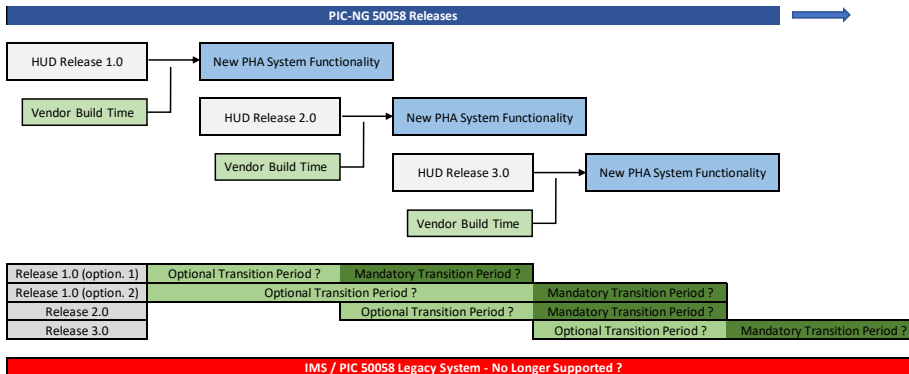 PIC-NG 50058 Releases
HUD Release 1.0
New PHA System Functionality
Vendor Build Time
HUD Release 2.0
New PHA System Functionality
Vendor Build Time
HUD Release 3.0
New PHA System Functionality
Vendor Build Time
Release 1.0 (option. 1) Optional Transition Period ? Mandatory Transition Period ?
Release 1.0 (option. 2) Optional Transition Period ? Mandatory Transition Period ?
Release 2.0 Optional Transition Period ? Mandatory Transition Period ?
Release 3.0 Optional Transition Period ? Mandatory Transition Period ?
IMS / PIC 50058 Legacy System - No Longer Supported ?